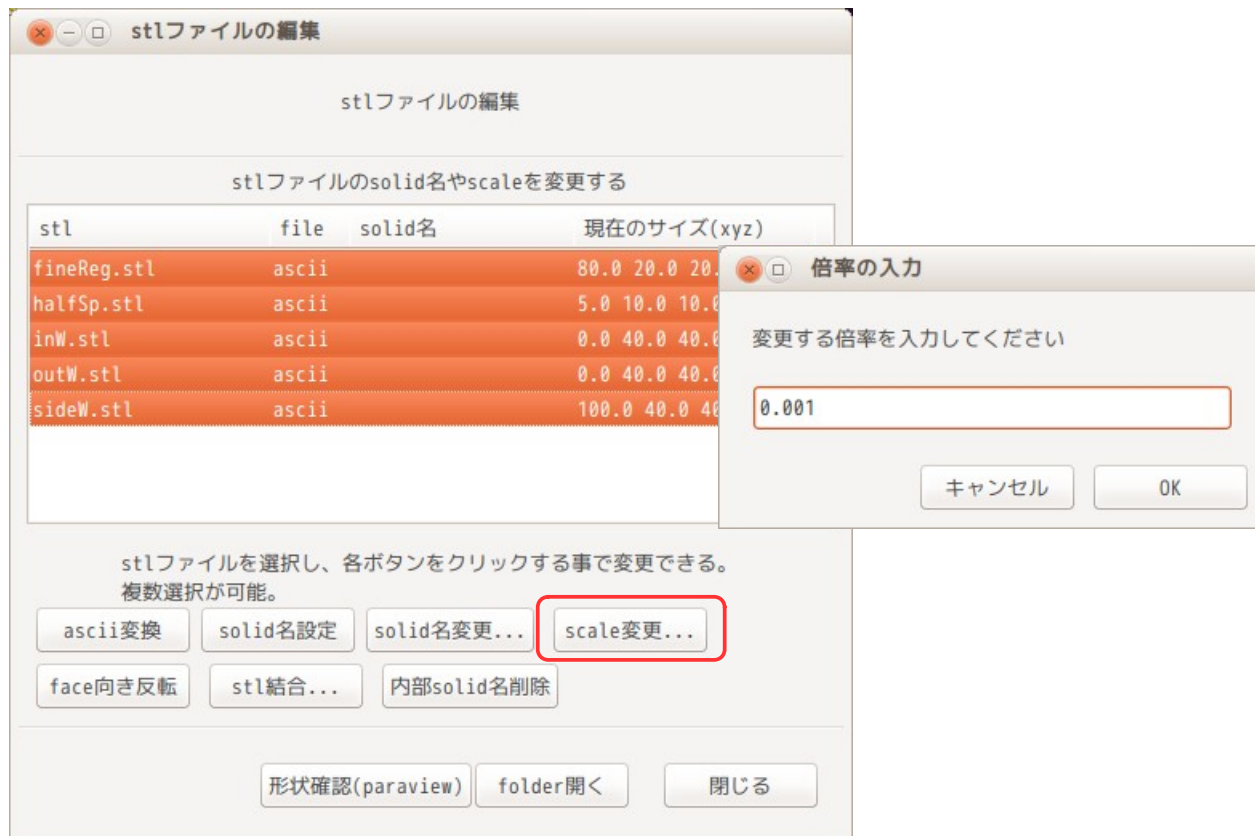 stlファイルの編集
stlファイルの編集
stlファイルのsolid名やscaleを変更する
stl file solid名 現在のサイズ(xyz)
fineReg.stl ascii 80.0 20.0 20.
halfSp.stl ascii 5.0 10.0 10.0
inW.stl ascii 0.0 40.0 40.0
outW.stl ascii 0.0 40.0 40.0
sideW.stl ascii 100.0 40.0 40
倍率の入力
変更する倍率を入力してください
0.001
キャンセル OK
stlファイルを選択し、各ボタンをクリックする事で変更できる。
複数選択が可能。
ascii変換 solid名設定 solid名変更... scale変更...
face向き反転 stl結合... 内部solid名削除
形状確認(paraview) folder開く 閉じる